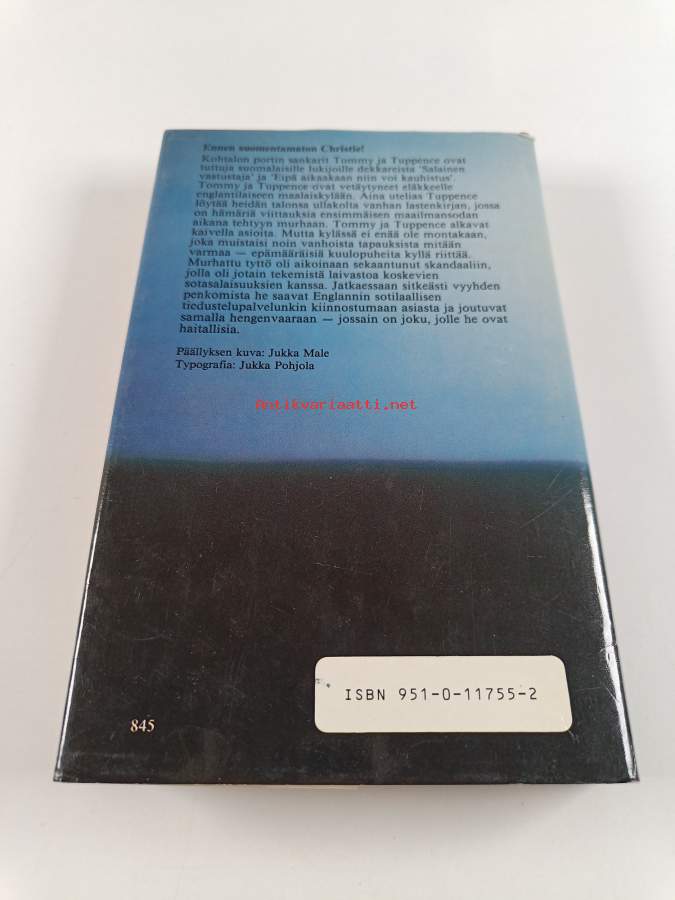 Ennen suomentamaton Christie!
Kohtalon portin sankarit Tommy ja Tuppence ovat
tuttuja suomalaisille lukijoille dekkareista 'Salainen
vastustaja' ja 'Eipä aikaakaan niin voi kauhistus'.
Tommy ja Tuppence ovat vetäytyneet eläkkeelle
englantilaiseen maalaiskylään. Aina utelias Tuppence
löytää heidän talonsa ullakolta vanhan lastenkirjan, jossa
on hämäriä viittauksia ensimmäisen maailmansodan
aikana tehtyyn murhaan. Tommy ja Tuppence alkavat
kaivella asioita. Mutta kylässä ei enää ole montakaan,
joka muistaisi noin vanhoista tapauksista mitään
varmaa — epämääräisiä kuulopuheita kyllä riittää.
Murhattu tyttö oli aikoinaan sekaantunut skandaaliin,
jolla oli jotain tekemistä laivastoa koskevien
sotasalaisuuksien kanssa. Jatkaessaan sitkeästi vyyhden
penkomista he saavat Englannin sotilaallisen
tiedustelupalvelunkin kiinnostumaan asiasta ja joutuvat
samalla hengenvaaraan — jossain on joku, jolle he ovat
haitallisia.
Päällyksen kuva: Jukka Male
Typografia: Jukka Pohjola
Antikvariaatti.net
ISBN 951-0-11755-2
845